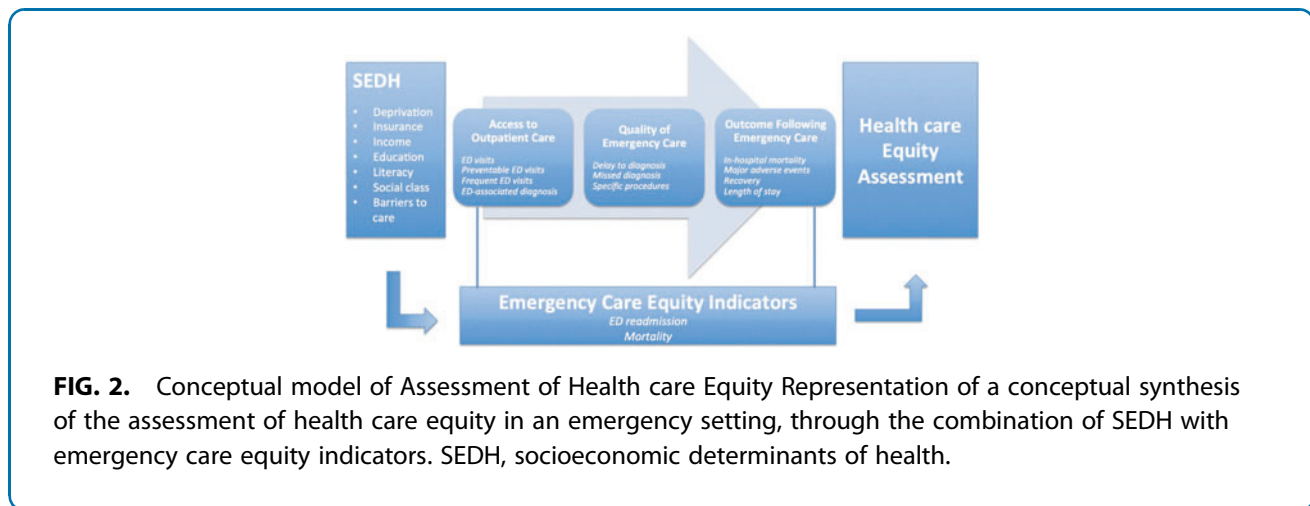 SEDH
• Deprivation
• Insurance
• Income
• Education
• Literacy
• Social class
• Barriers to
care
Access to
Outpatient Care
ED visits
Preventable ED visits
Frequent ED visits
ED-associated diagnosis
Quality of
Emergency Care
Delay to diagnosis
Missed diagnosis
Specific procedures
Outcome Following
Emergency Care
In-hospital mortality
Major adverse events
Recovery
Length of stay
Health care
Equity
Assessment
Emergency Care Equity Indicators
ED readmission
Mortality
FIG. 2. Conceptual model of Assessment of Health care Equity Representation of a conceptual synthesis
of the assessment of health care equity in an emergency setting, through the combination of SEDH with
emergency care equity indicators. SEDH, socioeconomic determinants of health.